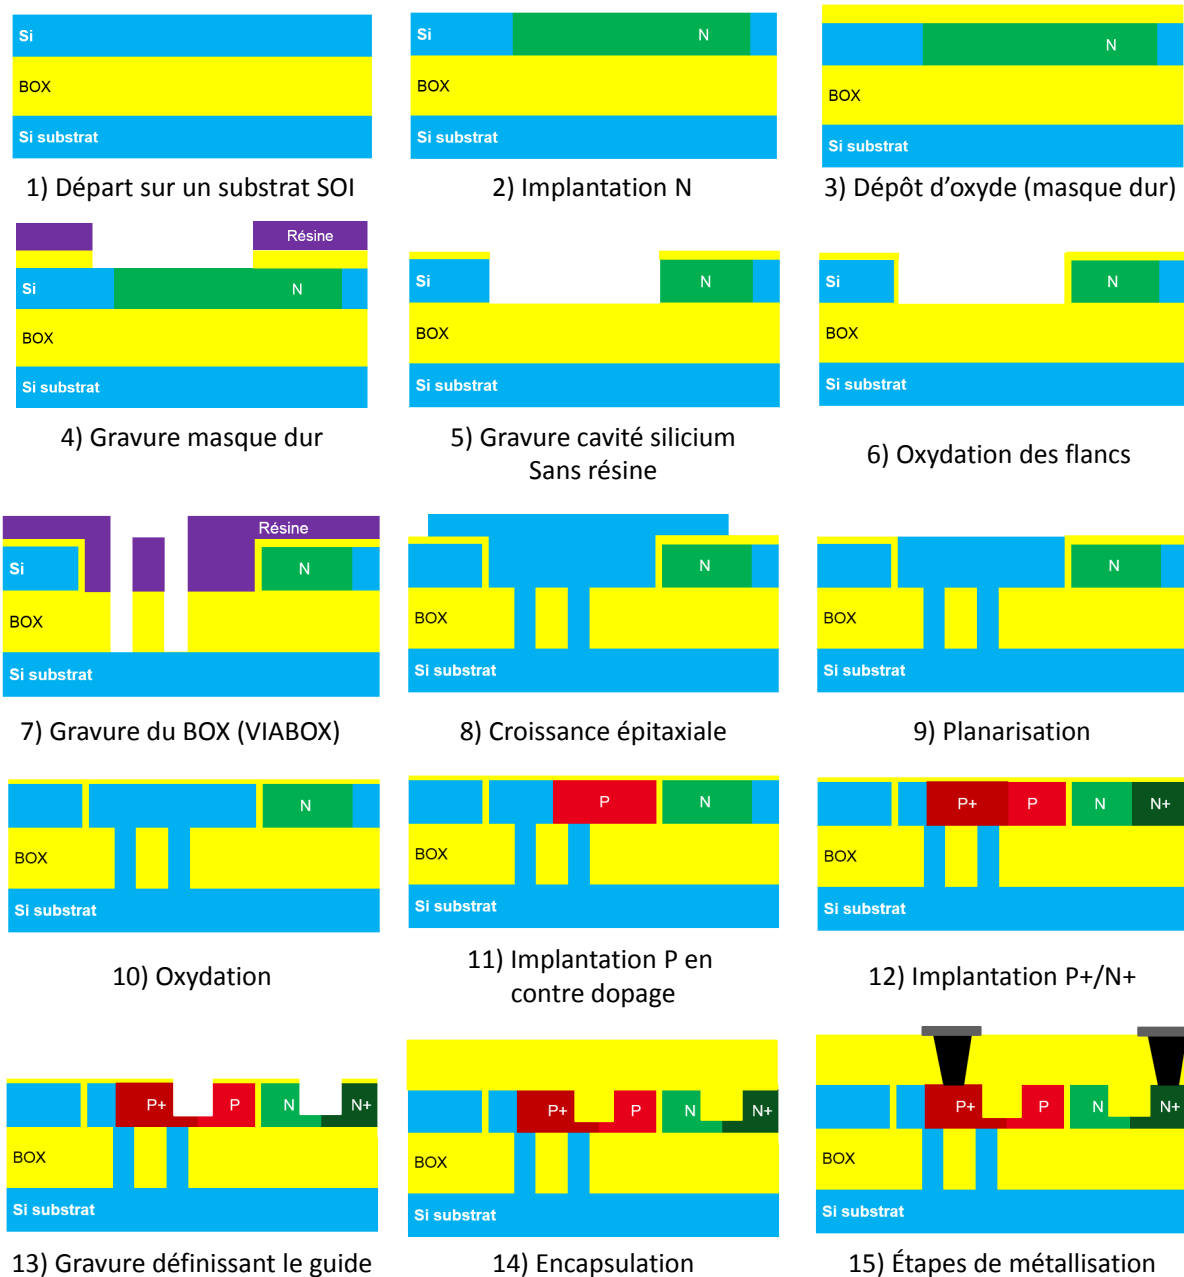 Si
BOX
Si substrat
1) Départ sur un substrat SOI
Si
N
BOX
Si substrat
2) Implantation N
N
BOX
Si substrat
3) Dépôt d'oxyde (masque dur)
Résine
Si
N
BOX
Si substrat
4) Gravure masque dur
Si
N
BOX
Si substrat
5) Gravure cavité silicium
Sans résine
Si
N
BOX
Si substrat
6) Oxydation des flancs
Résine
Si
N
BOX
Si substrat
7) Gravure du BOX (VIABOX)
N
BOX
Si substrat
8) Croissance épitaxiale
N
BOX
Si substrat
9) Planarisation
N
BOX
Si substrat
10) Oxydation
P
N
BOX
Si substrat
11) Implantation P en
contre dopage
P+ P N N+
BOX
Si substrat
12) Implantation P+/N+
P+ P N N+
BOX
Si substrat
13) Gravure définissant le guide
P+ P N N+
BOX
Si substrat
14) Encapsulation
P+ P N N+
BOX
Si substrat
15) Étapes de métallisation